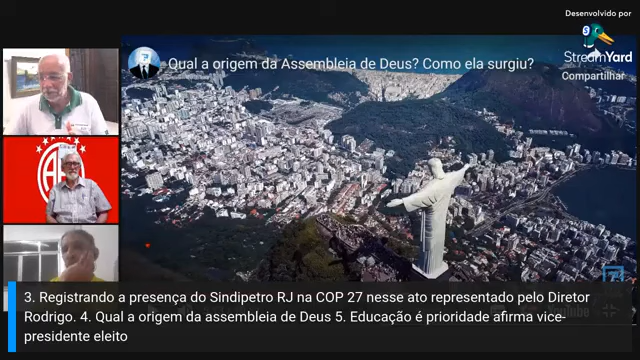 Desenvolvido por
StreamYard
Compartilhar
Qual a origem da Assembleia de Deus? Como ela surgiu?
3. Registrando a presença do Sindipetro RJ na COP 27 nesse ato representado pelo Diretor
Rodrigo. 4. Qual a origem da assembleia de Deus 5. Educação é prioridade afirma vice-
presidente eleito